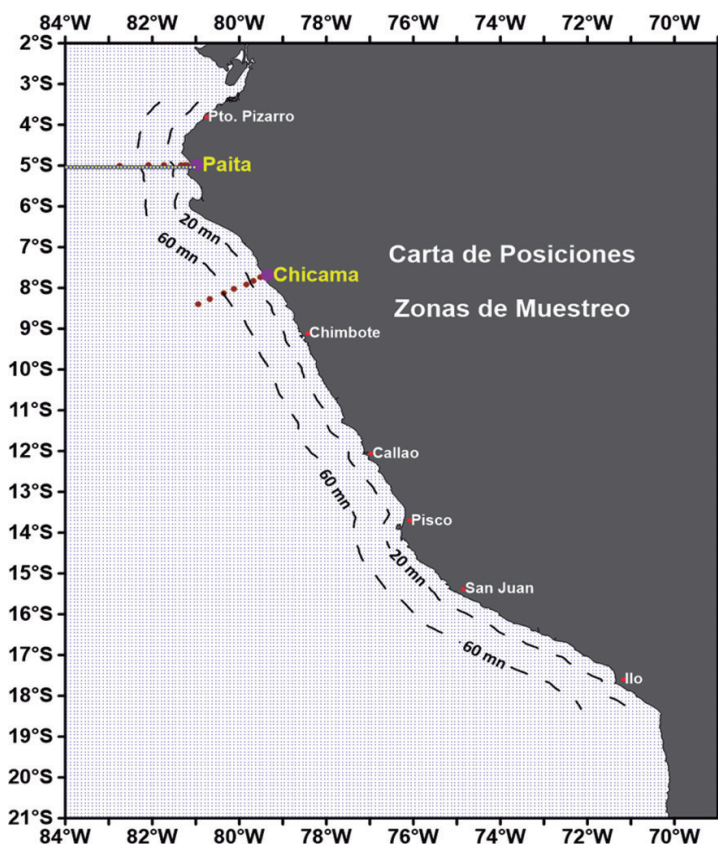 84°W 82°W 80°W 78°W 76°W 74°W 72°W 70°W
2°S
3°S
4°S
Pto. Pizarro
5°S
Paita
6°S
20 mn
7°S
60 mn
Carta de Posiciones
Chicama
8°S
Zonas de Muestreo
9°S
Chimbote
10°S
11°S
12°S
Callao
13°S
60 mn
Pisco
14°S
20 mn
15°S
San Juan
16°S
17°S
60 mn
Ilo
18°S
19°S
20°S
21°S
84°W 82°W 80°W 78°W 76°W 74°W 72°W 70°W